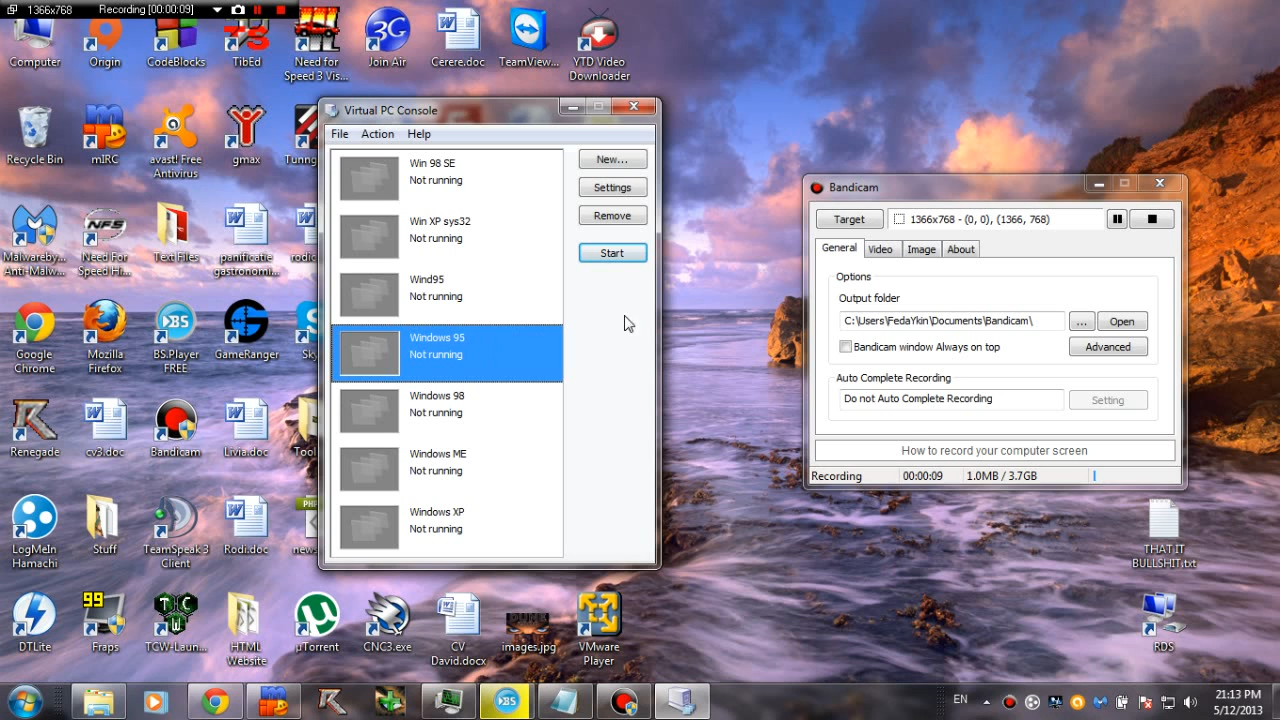 1366x768 Recording [00:00:09]
Computer
Origin
CodeBlocks
TibEd
Need for
Speed 3 Vis...
Join Air
Cerere.doc
TeamView...
YTD Video
Downloader
Recycle Bin
mIRC
avast! Free
Antivirus
gmax
Tunng
Malwareby...
Anti-Malw...
Need For
Speed Hi...
Text Files
panificatie
gastronomi...
rodic
Google
Chrome
Mozilla
Firefox
BS.Player
FREE
GameRanger
Sky
Renegade
cv3.doc
Bandicam
Livia.doc
Tool
LogMeIn
Hamachi
Stuff
TeamSpeak 3
Client
Rodi.doc
news
DTLite
Fraps
TCW-Laun...
HTML
Website
µTorrent
CNC3.exe
CV
David.docx
images.jpg
VMware
Player
Virtual PC Console
File Action Help
Win 98 SE
Not running
Win XP sys32
Not running
Wind95
Not running
Windows 95
Not running
Windows 98
Not running
Windows ME
Not running
Windows XP
Not running
New...
Settings
Remove
Start
Bandicam
Target 1366x768 - (0, 0), (1366, 768)
General Video Image About
Options
Output folder
C:\Users\FedaYkin\Documents\Bandicam\ ... Open
Bandicam window Always on top Advanced
Auto Complete Recording
Do not Auto Complete Recording Setting
How to record your computer screen
Recording 00:00:09 1.0MB / 3.7GB
THAT IT
BULLSHIT.txt
RDS
EN
21:13 PM
5/12/2013